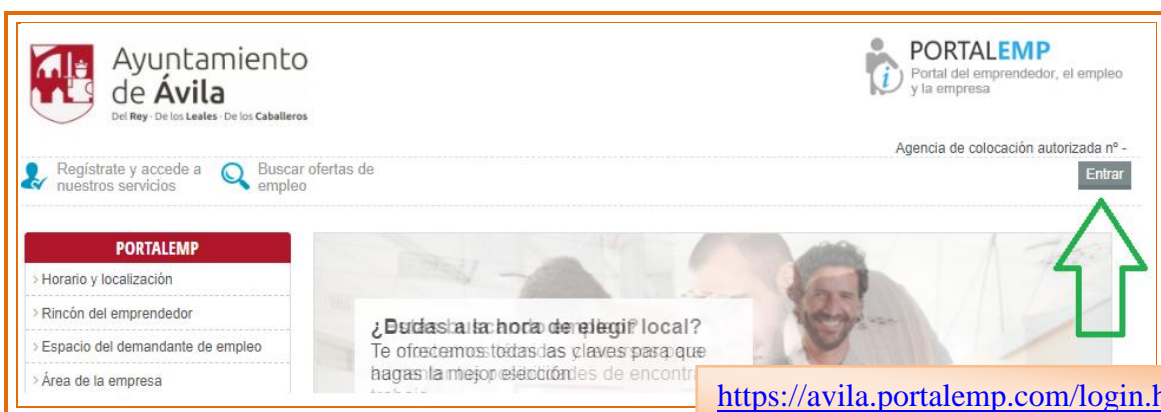 Ayuntamiento
de Ávila
Del Rey · De los Leales · De los Caballeros
PORTALEMP
Portal del emprendedor, el empleo
y la empresa
Agencia de colocación autorizada nº -
Regístrate y accede a
nuestros servicios
Buscar ofertas de
empleo
Entrar
PORTALEMP
Horario y localización
Rincón del emprendedor
Espacio del demandante de empleo
Área de la empresa
¿Dudas a la hora de elegir local?
Te ofrecemos todas las claves para que
hagas la mejor elección
https://avila.portalemp.com/login.h